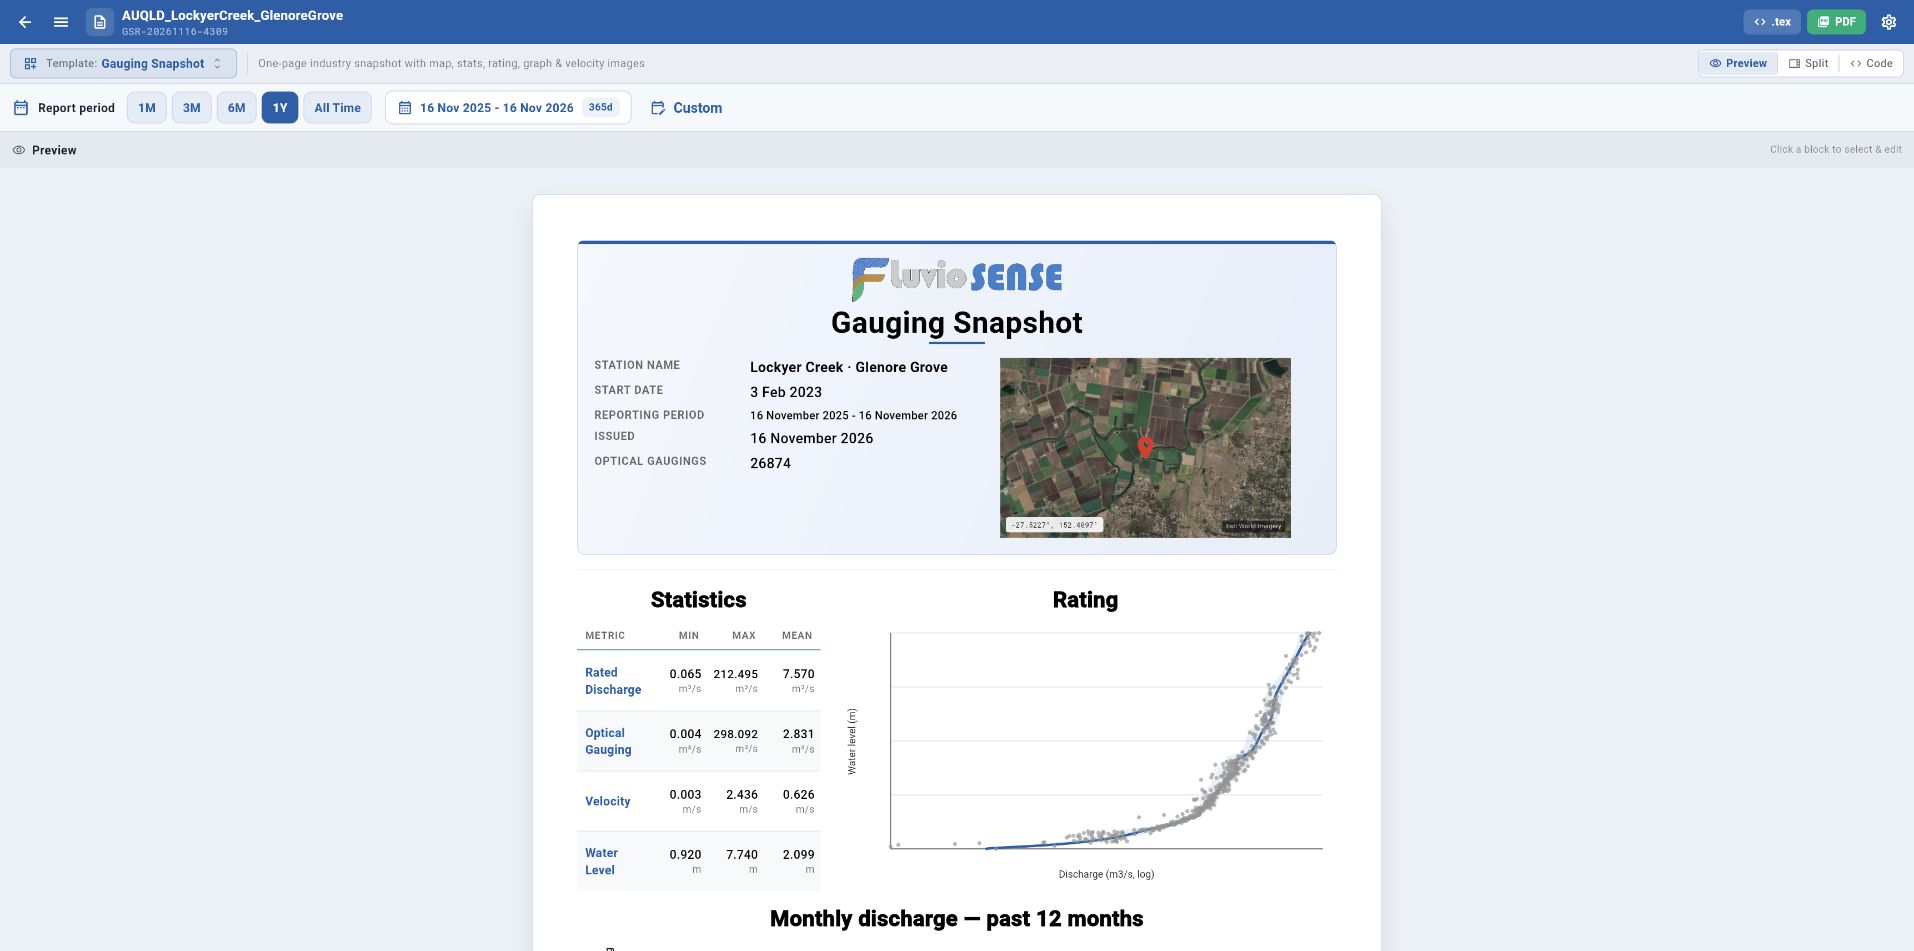 AUQLD_LockyerCreek_GlenoreGrove
GSR-20261116-4309
.tex
PDF
Template: Gauging Snapshot
One-page industry snapshot with map, stats, rating, graph & velocity images
Preview
Split
Code
Report period
1M
3M
6M
1Y
All Time
16 Nov 2025 - 16 Nov 2026
365d
Custom
Preview
Click a block to select & edit
FluvioSENSE
Gauging Snapshot
STATION NAME
Lockyer Creek · Glenore Grove
START DATE
3 Feb 2023
REPORTING PERIOD
16 November 2025 - 16 November 2026
ISSUED
16 November 2026
OPTICAL GAUGINGS
26874
-27.5227°, 152.4097°
Esri World Imagery
Statistics
METRIC MIN MAX MEAN
Rated Discharge
0.065 212.495 7.570
m³/s m³/s m³/s
Optical Gauging
0.004 298.092 2.831
m³/s m³/s m³/s
Velocity
0.003 2.436 0.626
m/s m/s m/s
Water Level
0.920 7.740 2.099
m m m
Rating
Water level (m)
Discharge (m3/s, log)
Monthly discharge — past 12 months